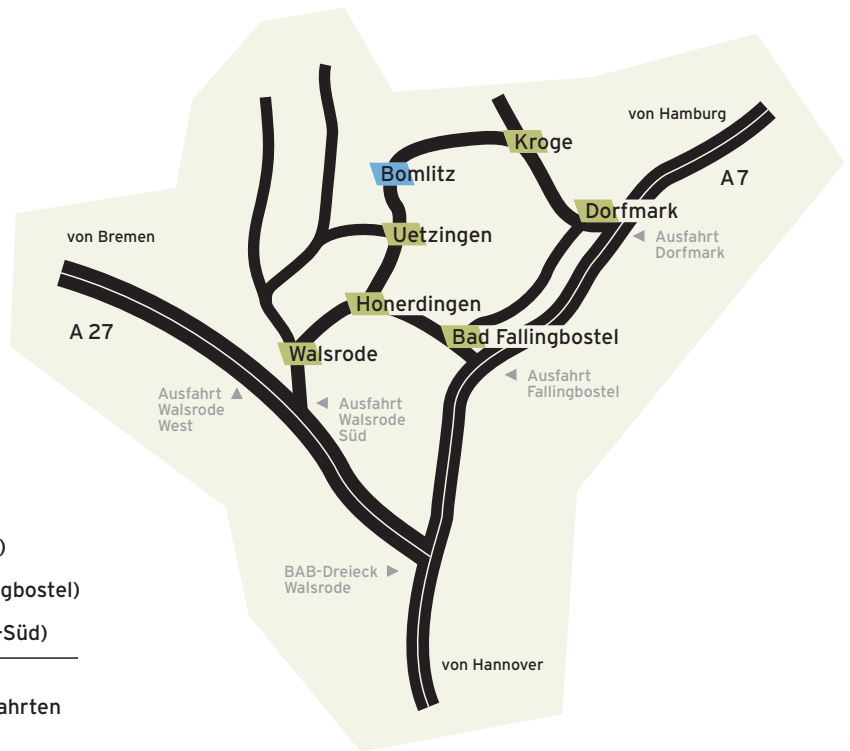 von Hamburg
Kroge
A 7
Bomlitz
Dorfmark
von Bremen
Uetzingen
Ausfahrt
Dorfmark
Honerdingen
A 27
Bad Fallingbostel
Walsrode
Ausfahrt
Fallingbostel
Ausfahrt
Walsrode
West
Ausfahrt
Walsrode
Süd
)
gbostel)
-Süd)
BAB-Dreieck
Walsrode
von Hannover
ahrten